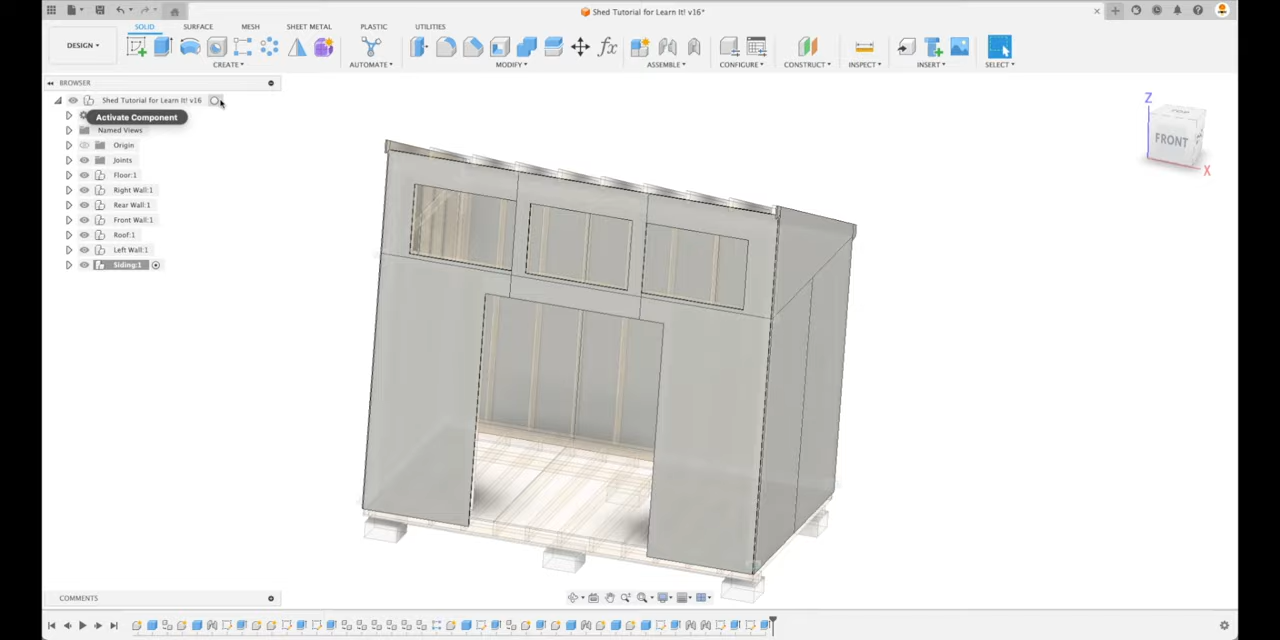 Shed Tutorial for Learn It! v16*
SOLID SURFACE MESH SHEET METAL PLASTIC UTILITIES
DESIGN
CREATE AUTOMATE MODIFY ASSEMBLE CONFIGURE CONSTRUCT INSPECT INSERT SELECT
BROWSER
Shed Tutorial for Learn It! v16
Activate Component
Named Views
Origin
Joints
Floor:1
Right Wall:1
Rear Wall:1
Front Wall:1
Roof:1
Left Wall:1
Siding:1
Z
TOP
FRONT
X
COMMENTS